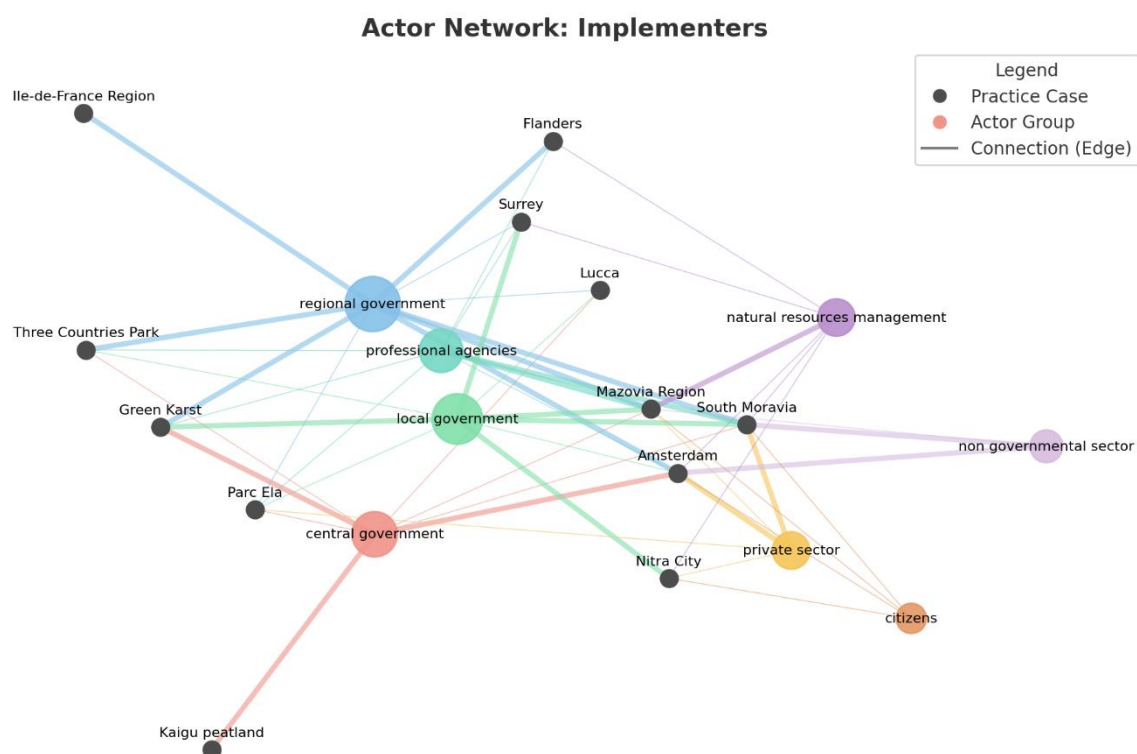 Actor Network: Implementers
Legend
Practice Case
Actor Group
Connection (Edge)
Ile-de-France Region
Flanders
Surrey
Lucca
regional government
natural resources management
Three Countries Park
professional agencies
Mazovia Region
South Moravia
Green Karst
local government
non governmental sector
Amsterdam
Parc Ela
central government
private sector
Nitra City
citizens
Kaigu peatland